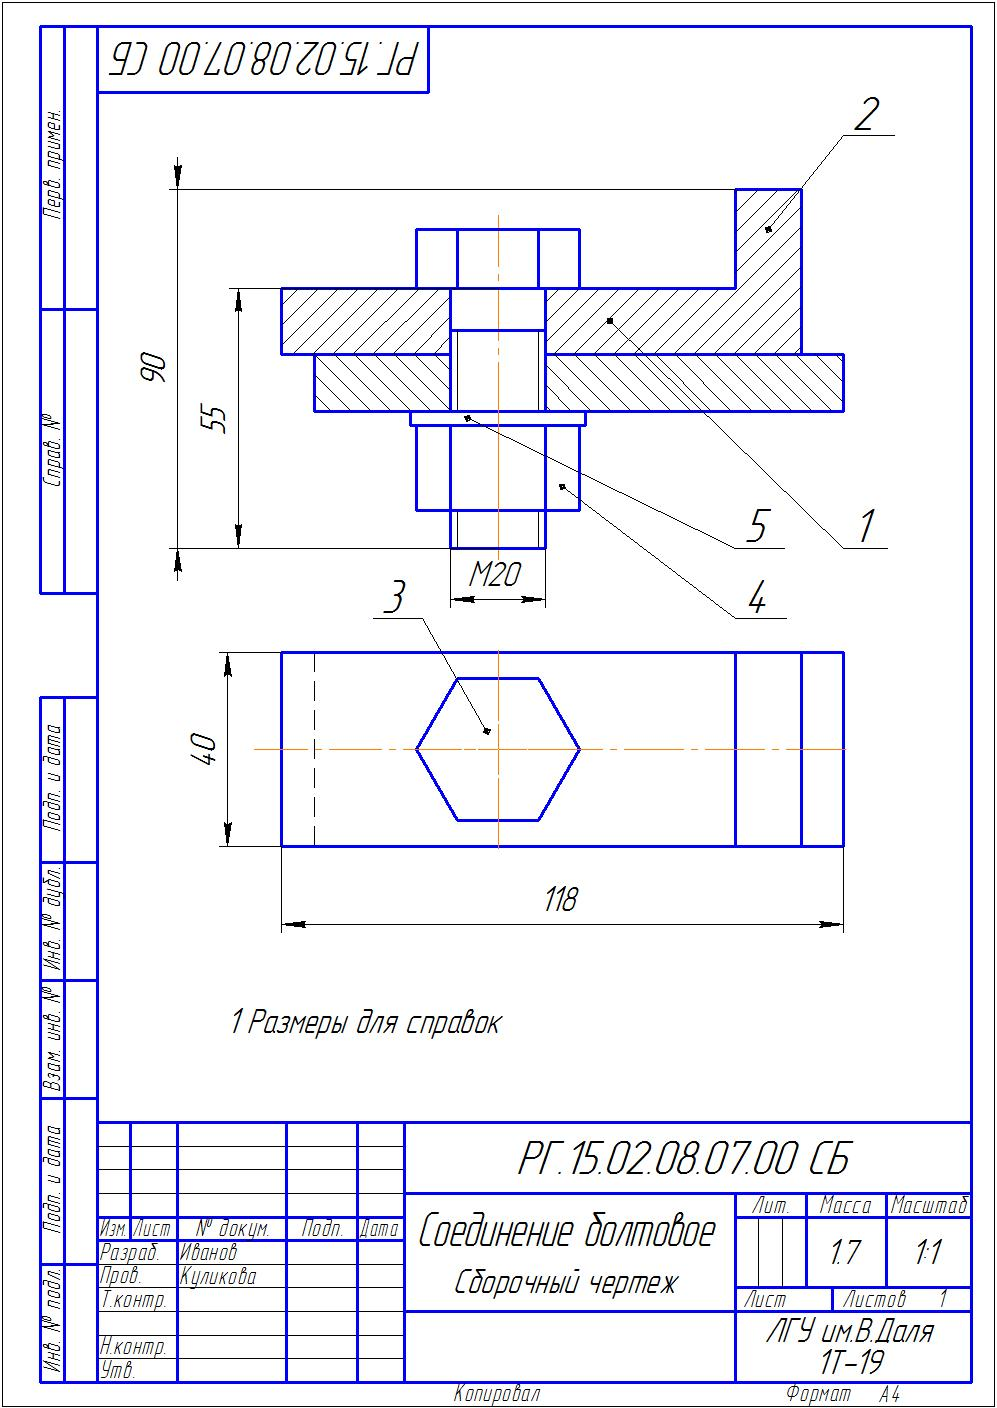 РГ.15.02.08.07.00 СБ
Перв. примен.
Справ. №
Подп. и дата
Инв. № дубл.
Взам. инв. №
Подп. и дата
Инв. № подл.
2
90
55
5
1
М20
3
4
40
118
1 Размеры для справок
РГ.15.02.08.07.00 СБ
Изм. Лист № докум. Подп. Дата
Разраб. Иванов
Пров. Куликова
Т.контр.
Н.контр.
Утв.
Соединение болтовое
Сборочный чертеж
Лит. Масса Масштаб
1.7 1:1
Лист Листов 1
ЛГУ им.В.Даля
1Т-19
Копировал Формат А4